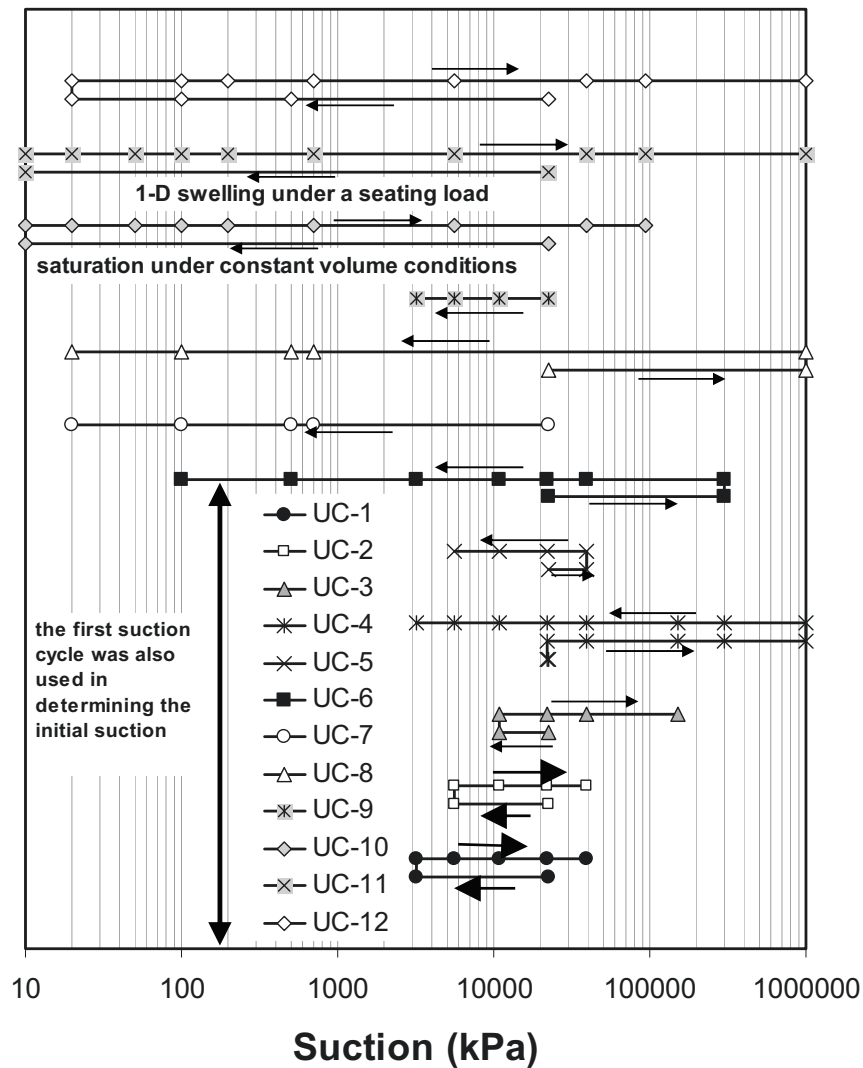 1-D swelling under a seating load
saturation under constant volume conditions
the first suction
cycle was also
used in
determining the
initial suction
UC-1
UC-2
UC-3
UC-4
UC-5
UC-6
UC-7
UC-8
UC-9
UC-10
UC-11
UC-12
10 100 1000 10000 100000 1000000
Suction (kPa)